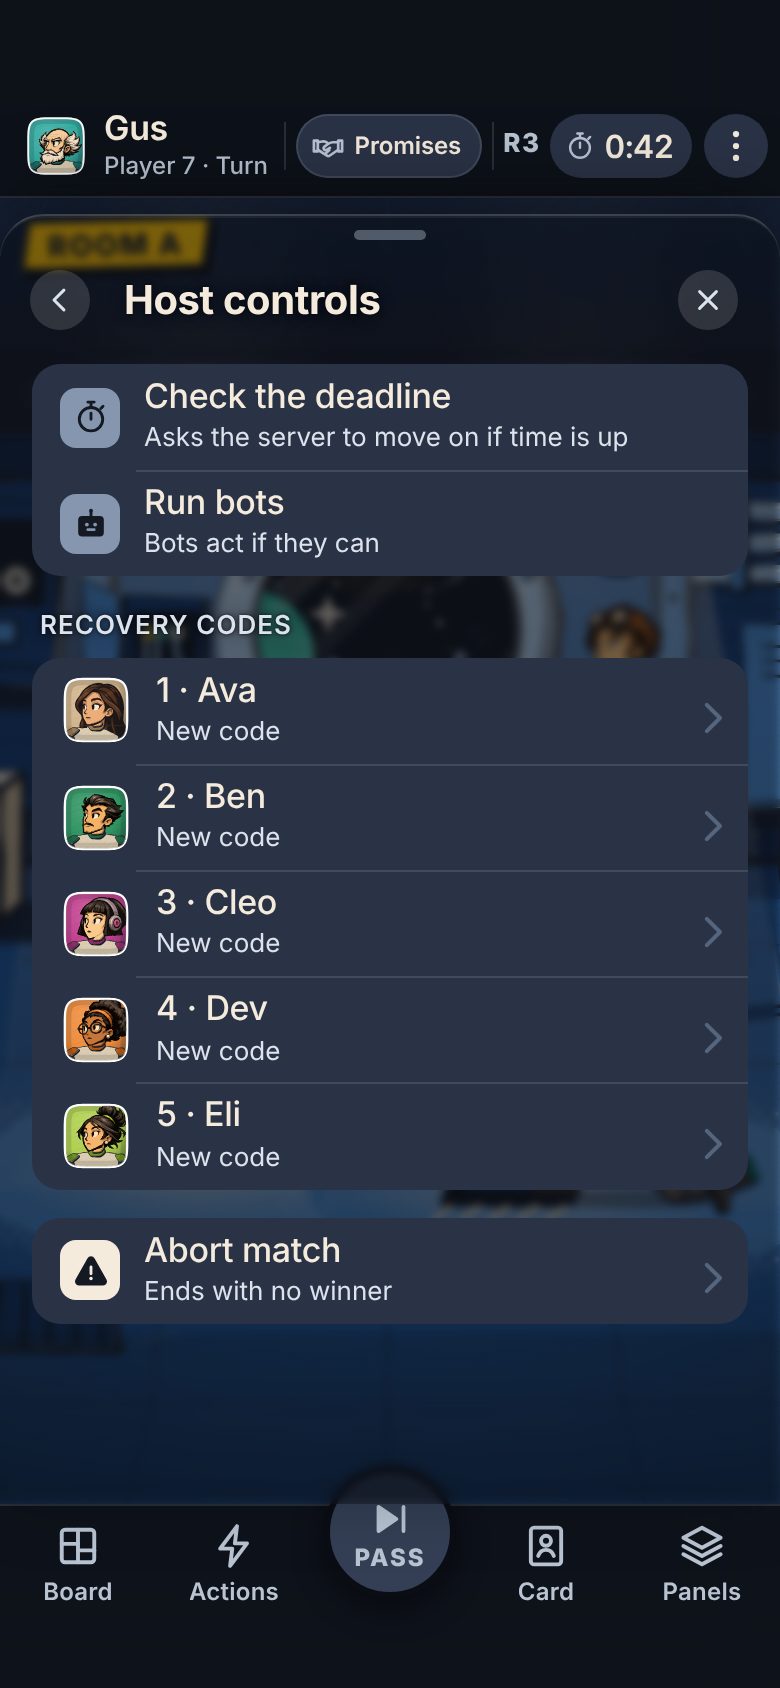 Gus
Player 7 · Turn
Promises
R3
0:42
ROOM A
Host controls
Check the deadline
Asks the server to move on if time is up
Run bots
Bots act if they can
RECOVERY CODES
1 · Ava
New code
2 · Ben
New code
3 · Cleo
New code
4 · Dev
New code
5 · Eli
New code
Abort match
Ends with no winner
Board
Actions
PASS
Card
Panels